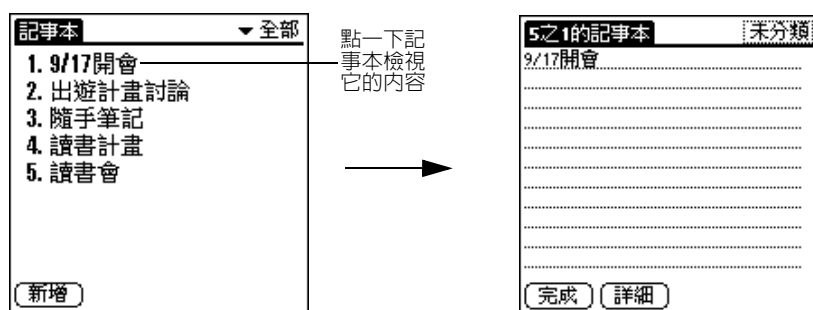 記事本
全部
1. 9/17開會
2. 出遊計畫討論
3. 隨手筆記
4. 讀書計畫
5. 讀書會
新增
點一下記
事本檢視
它的內容
5之1的記事本
未分類
9/17開會
完成
詳細